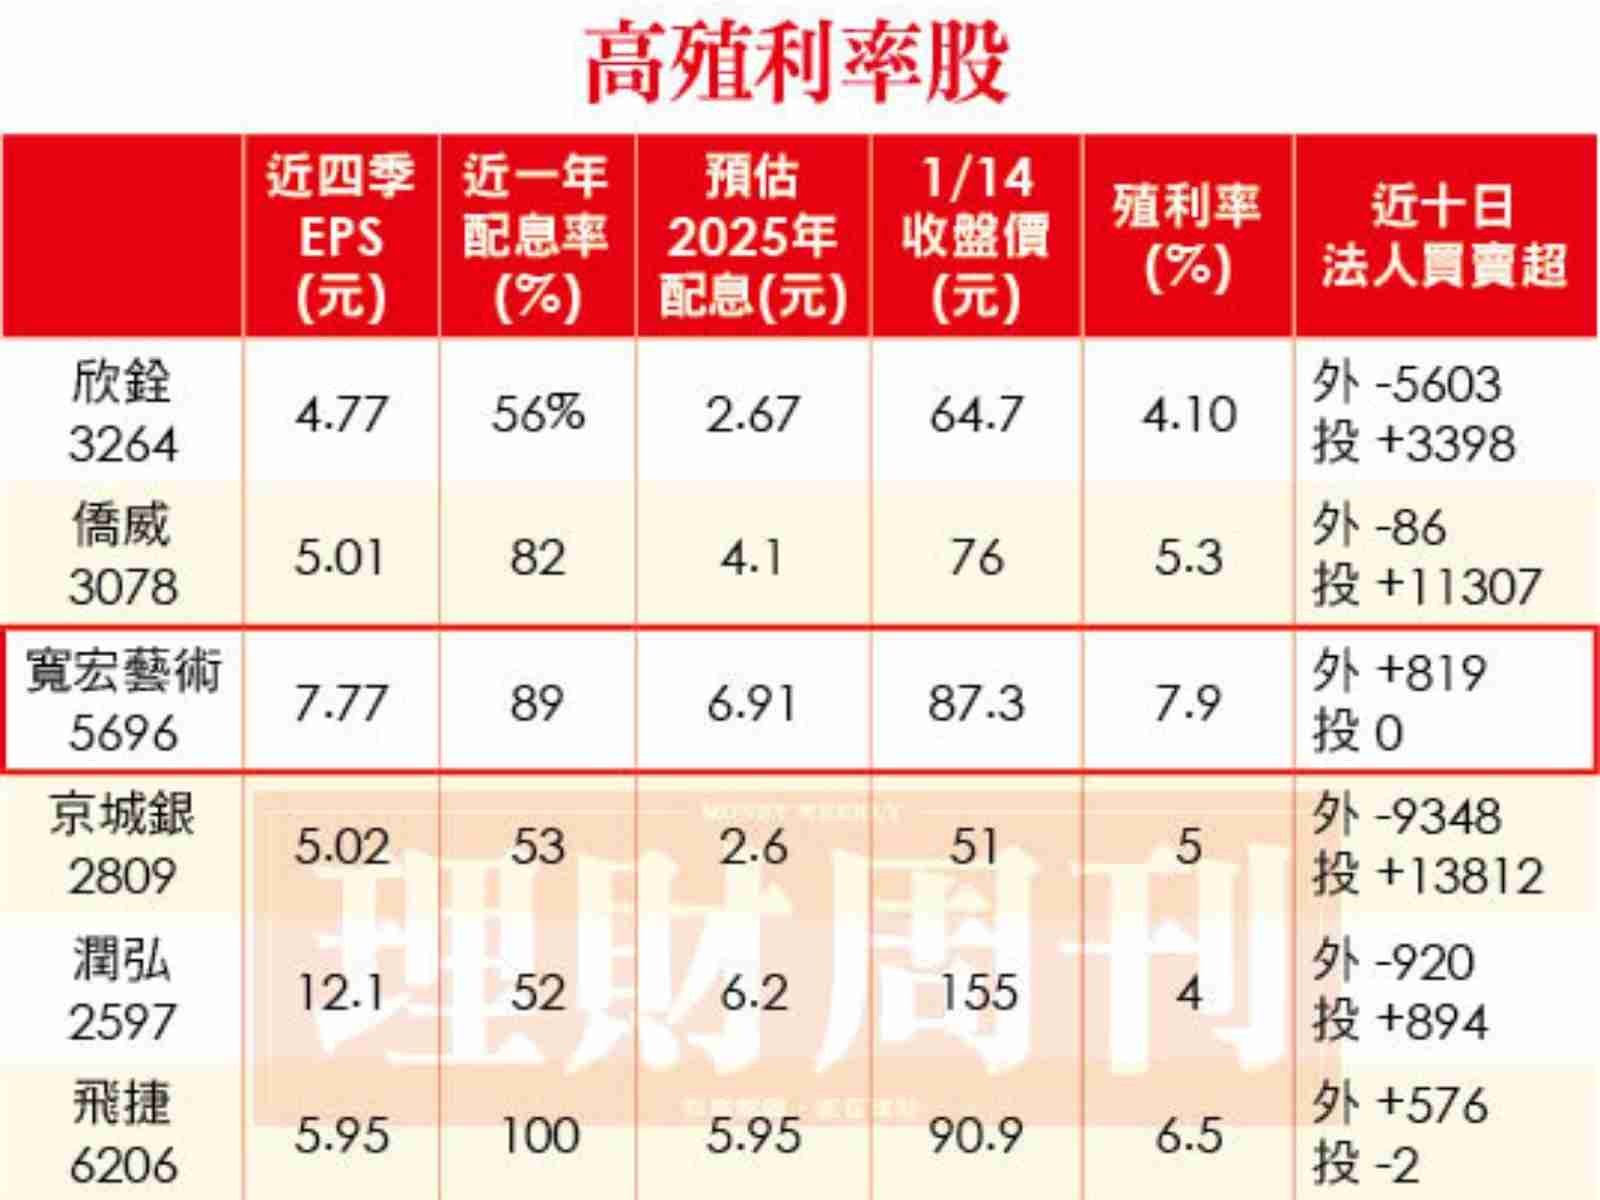 高殖利率股
近四季
EPS
(元)
近一年
配息率
(%)
預估
2025年
配息(元)
1/14
收盤價
(元)
殖利率
(%)
近十日
法人買賣超
欣銓
3264
4.77
56%
2.67
64.7
4.10
外 -5603
投 +3398
僑威
3078
5.01
82
4.1
76
5.3
外 -86
投 +11307
寬宏藝術
5696
7.77
89
6.91
87.3
7.9
外 +819
投 0
京城銀
2809
5.02
53
2.6
51
5
外 -9348
投 +13812
潤弘
2597
12.1
52
6.2
155
4
外 -920
投 +894
飛捷
6206
5.95
100
5.95
90.9
6.5
外 +576
投 -2
MONEY WEEKLY
理財周刊